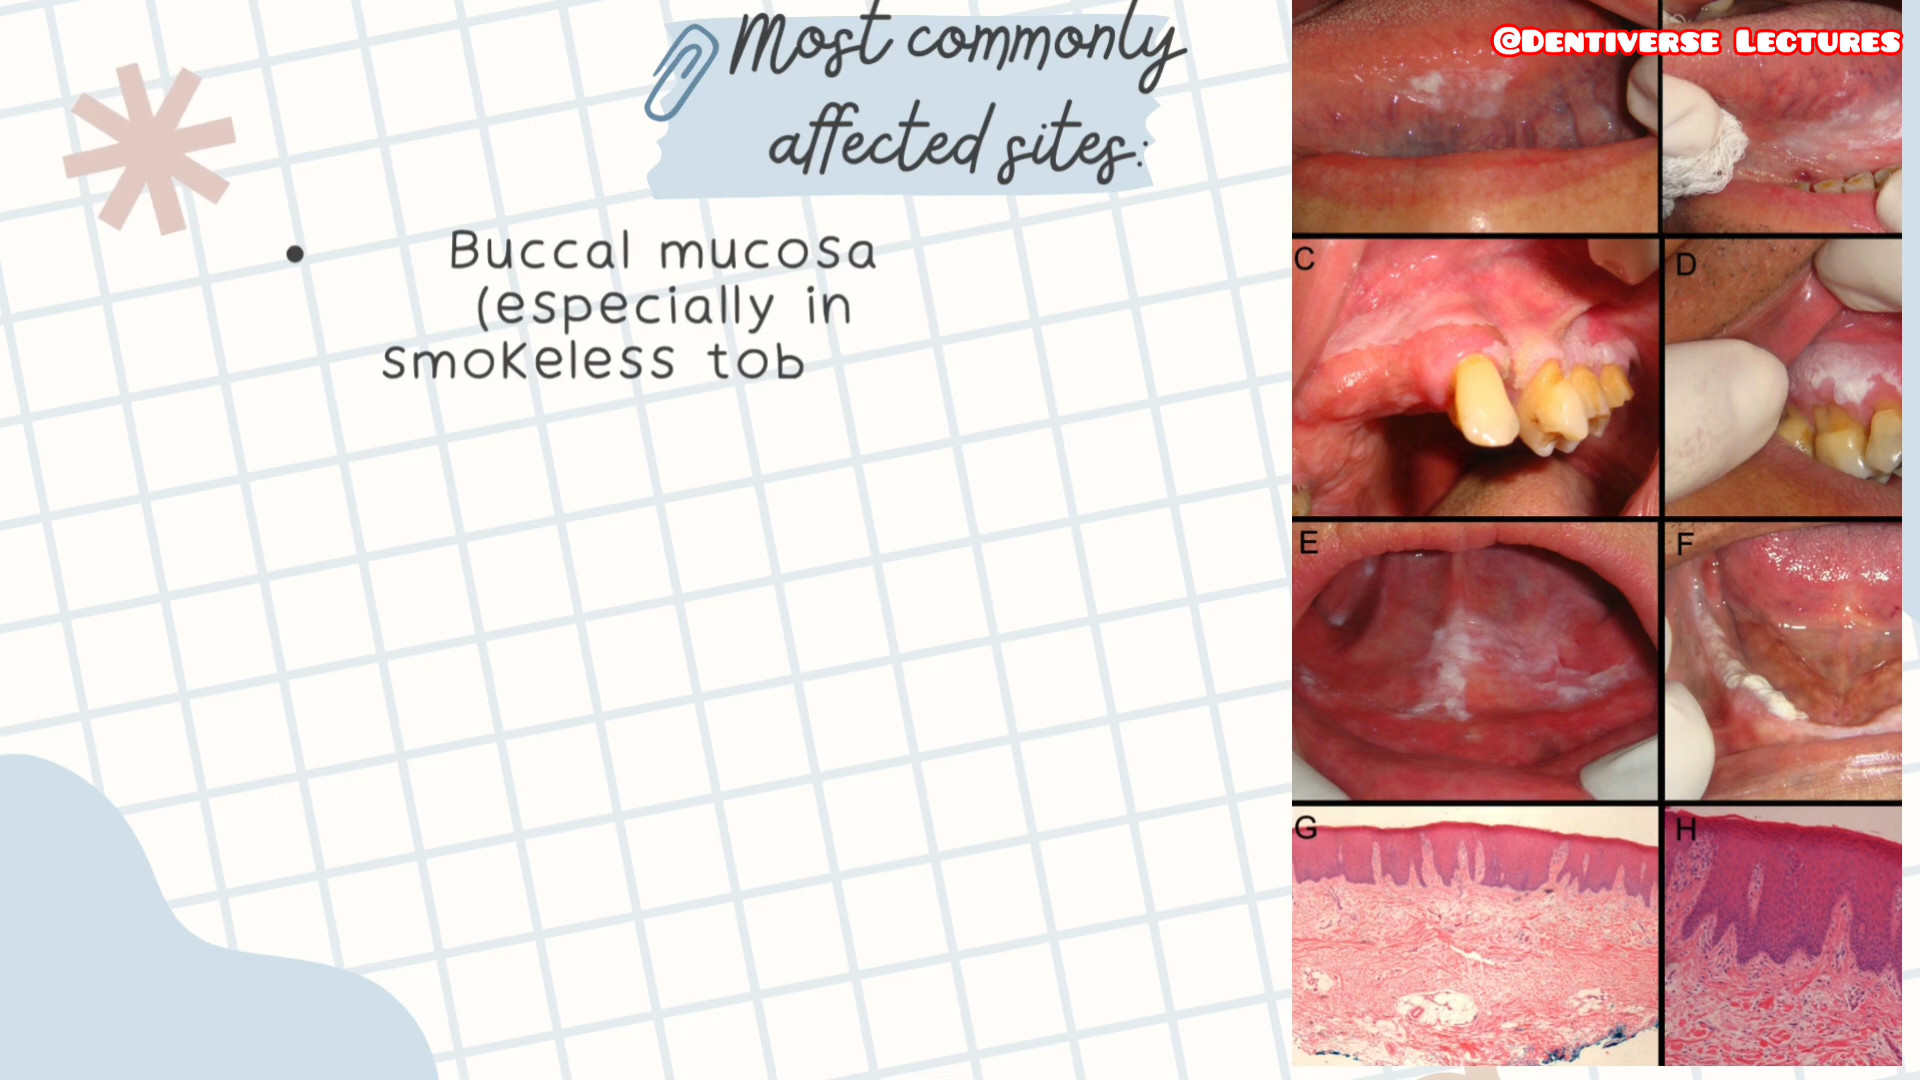 Most commonly
affected sites:
@Dentiverse Lectures
• Buccal mucosa
(especially in
smokeless tob
C
D
E
F
G
H